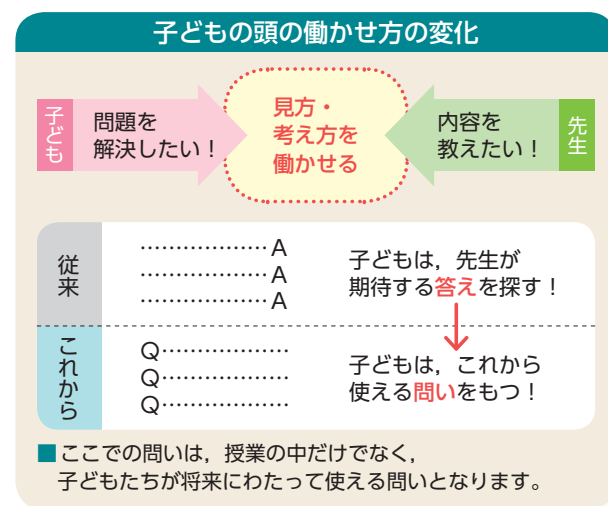 子どもの頭の働かせ方の変化
子ども
問題を
解決したい！
見方・
考え方を
働かせる
内容を
教えたい！
先生
従来
………………A
………………A
………………A
子どもは，先生が
期待する答えを探す！
これから
Q………………
Q………………
Q………………
子どもは，これから
使える問いをもつ！
■ここでの問いは，授業の中だけでなく，
子どもたちが将来にわたって使える問いとなります。